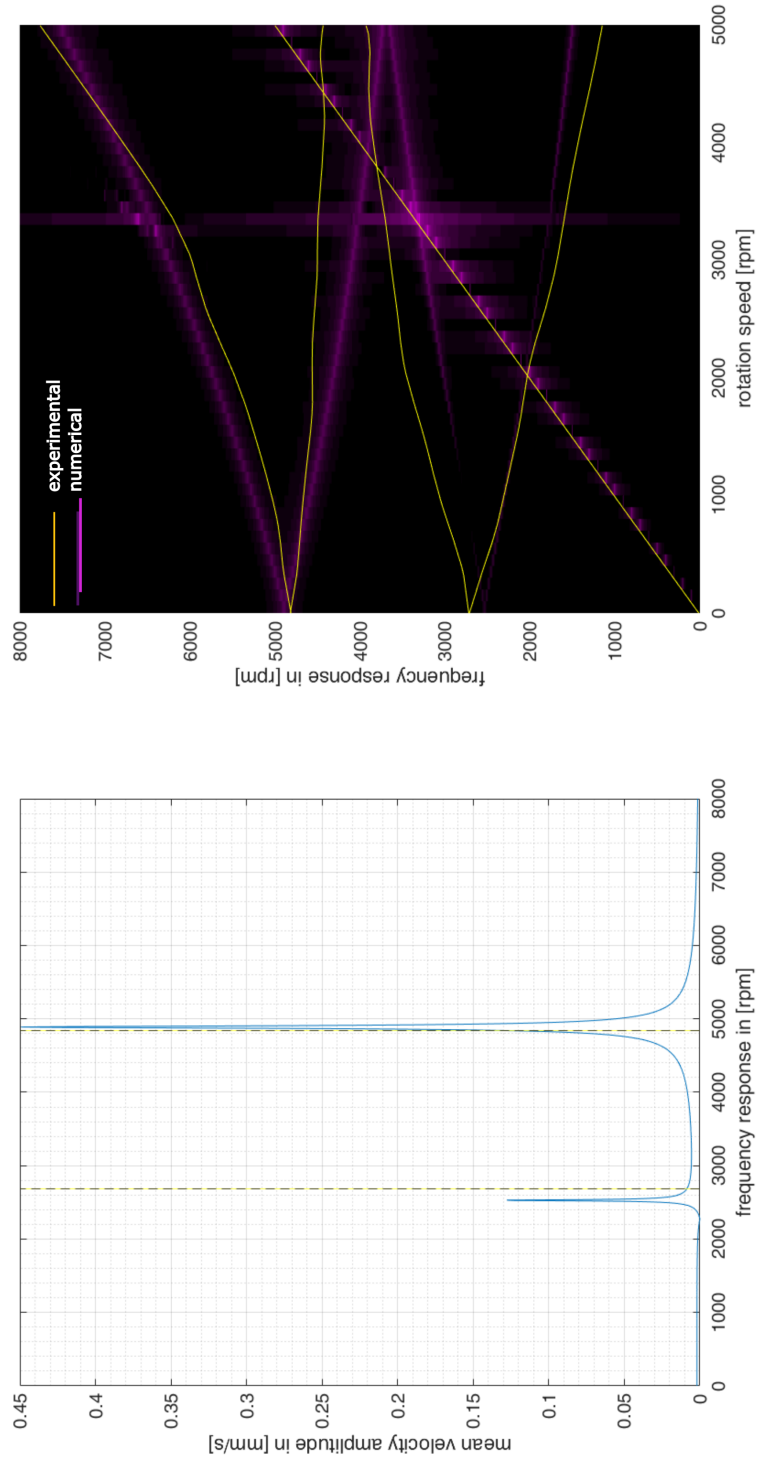 mean velocity amplitude in [mm/s]
0.45
0.4
0.35
0.3
0.25
0.2
0.15
0.1
0.05
0
0 1000 2000 3000 4000 5000 6000 7000 8000
frequency response in [rpm]
frequency response in [rpm]
8000
7000
6000
5000
4000
3000
2000
1000
0
experimental
numerical
0 1000 2000 3000 4000 5000
rotation speed [rpm]